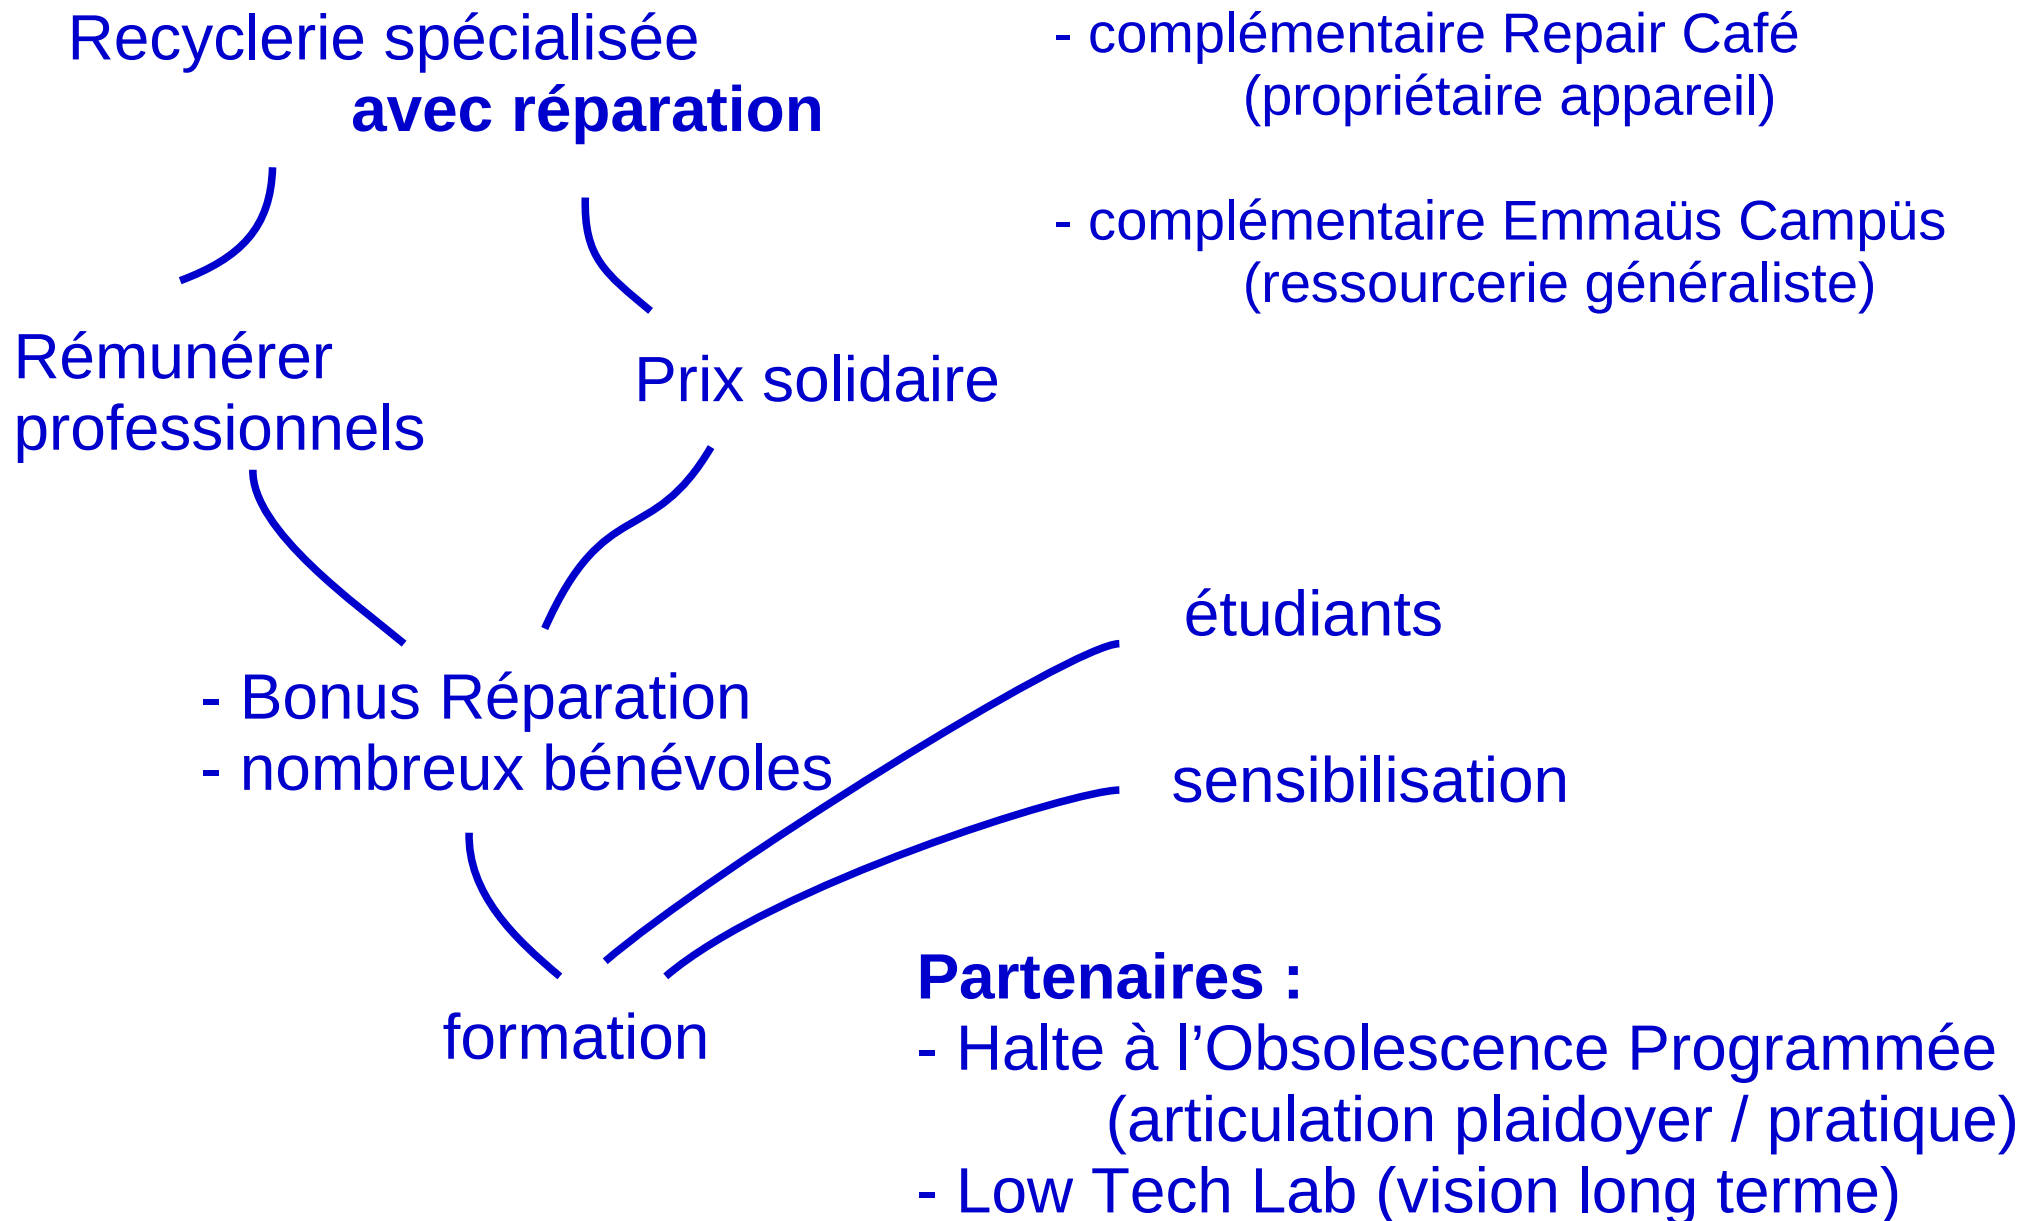 Recyclerie spécialisée
avec réparation
- complémentaire Repair Café
(propriétaire appareil)
- complémentaire Emmaüs Campüs
(ressourcerie généraliste)
Rémunérer
professionnels
Prix solidaire
- Bonus Réparation
- nombreux bénévoles
étudiants
sensibilisation
formation
Partenaires :
- Halte à l’Obsolescence Programmée
(articulation plaidoyer / pratique)
- Low Tech Lab (vision long terme)